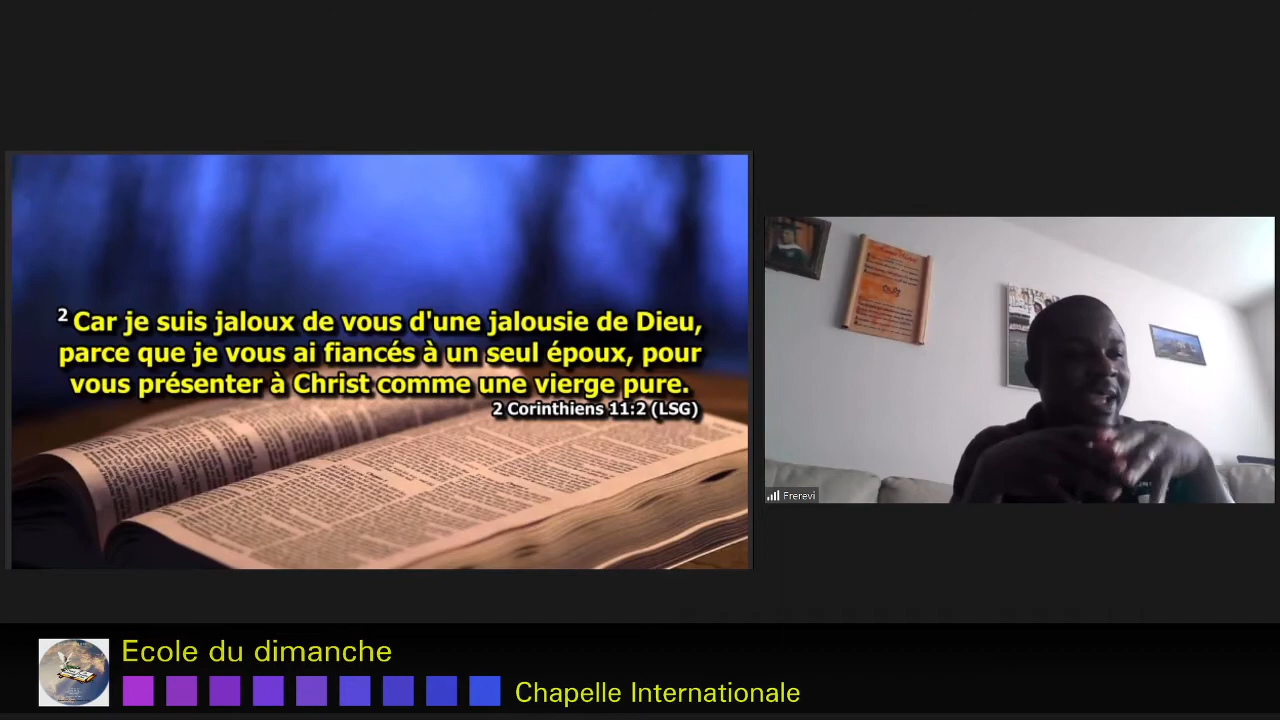 2 Car je suis jaloux de vous d'une jalousie de Dieu,
parce que je vous ai fiancés à un seul époux, pour
vous présenter à Christ comme une vierge pure.
2 Corinthiens 11:2 (LSG)
Frerevi
Ecole du dimanche
Chapelle Internationale